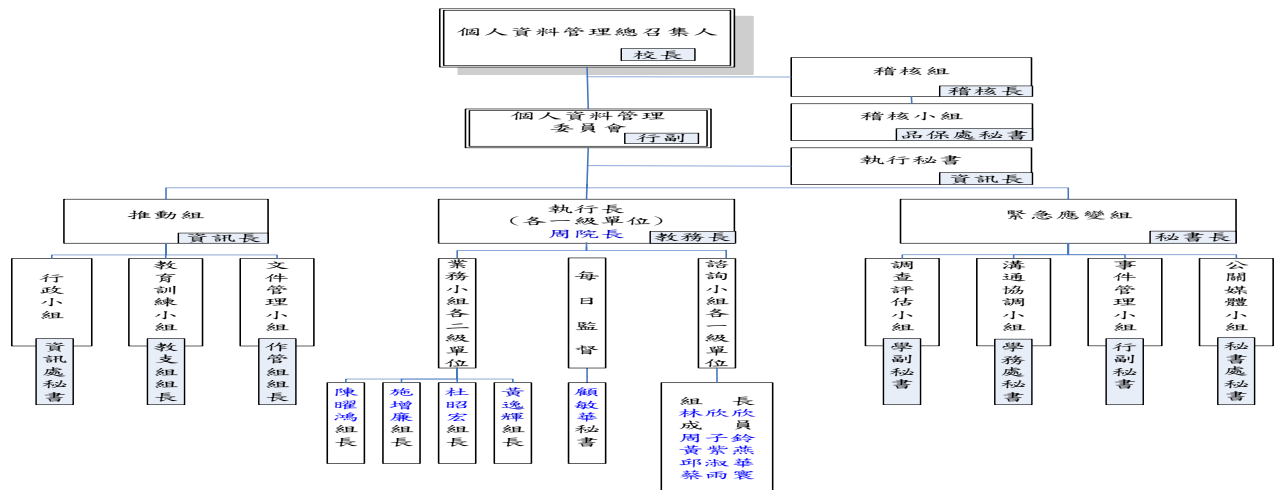 個人資料管理總召集人
校長
稽核組
稽核長
個人資料管理
委員會
行副
稽核小組
品保處秘書
執行秘書
資訊長
推動組
資訊長
執行長
（各一級單位）
周院長
教務長
緊急應變組
秘書長
行政小組
資訊處秘書
教育訓練小組
教支組組長
文件管理小組
作管組組長
業務小組各二級單位
每日監督
諮詢小組各一級單位
調查評估小組
學副秘書
溝通協調小組
學務處秘書
事件管理小組
行副秘書
公關媒體小組
秘書處秘書
陳曜鴻組長
施增廉組長
杜昭宏組長
黃逸輝組長
顧敏華秘書
組長
林欣欣
成員
周子鈴
黃紫燕
邱淑華
蔡雨寰